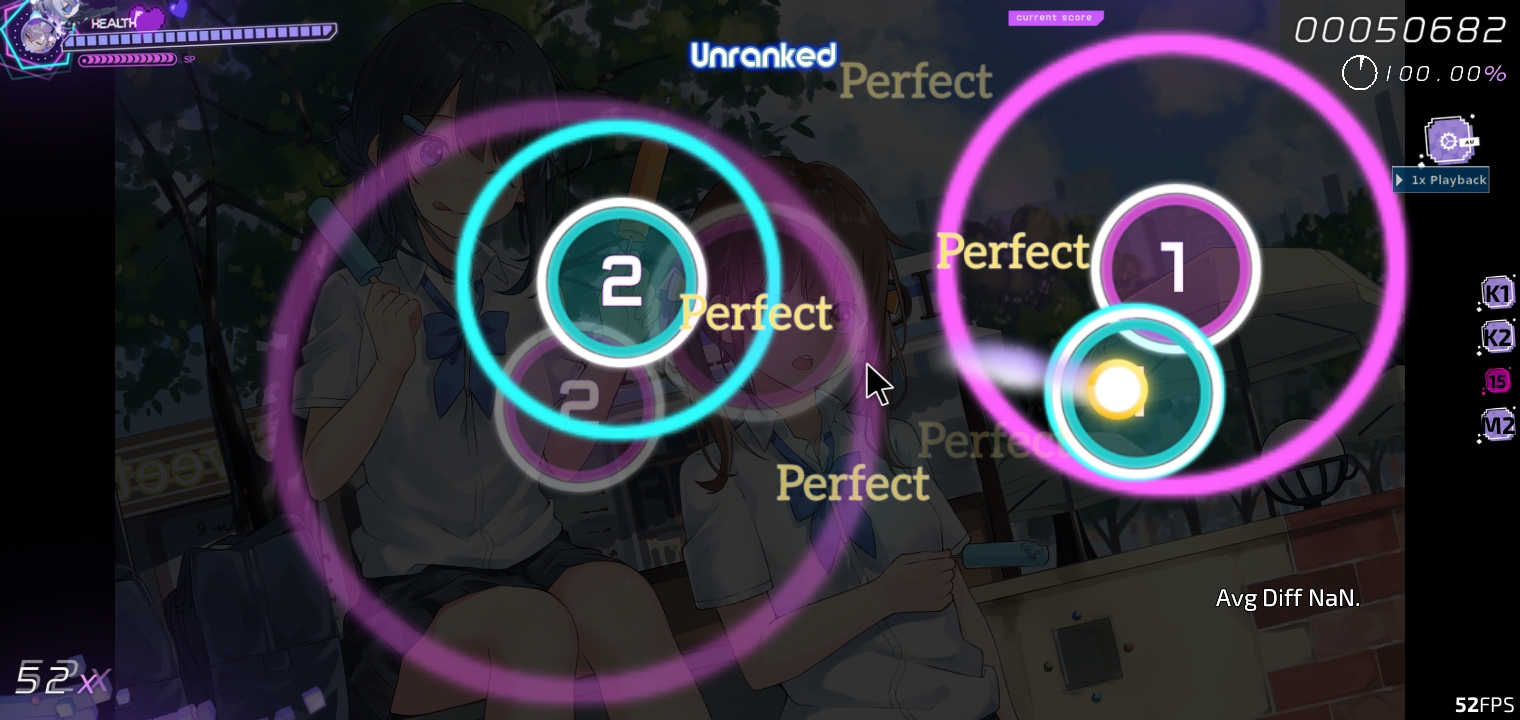 HEALTH
SP
current score
00050682
100.00%
Unranked
Perfect
1x Playback
Perfect
1
2
Perfect
2
Perfect
Perfect
K1
K2
15
M2
Avg Diff NaN.
52x
52FPS